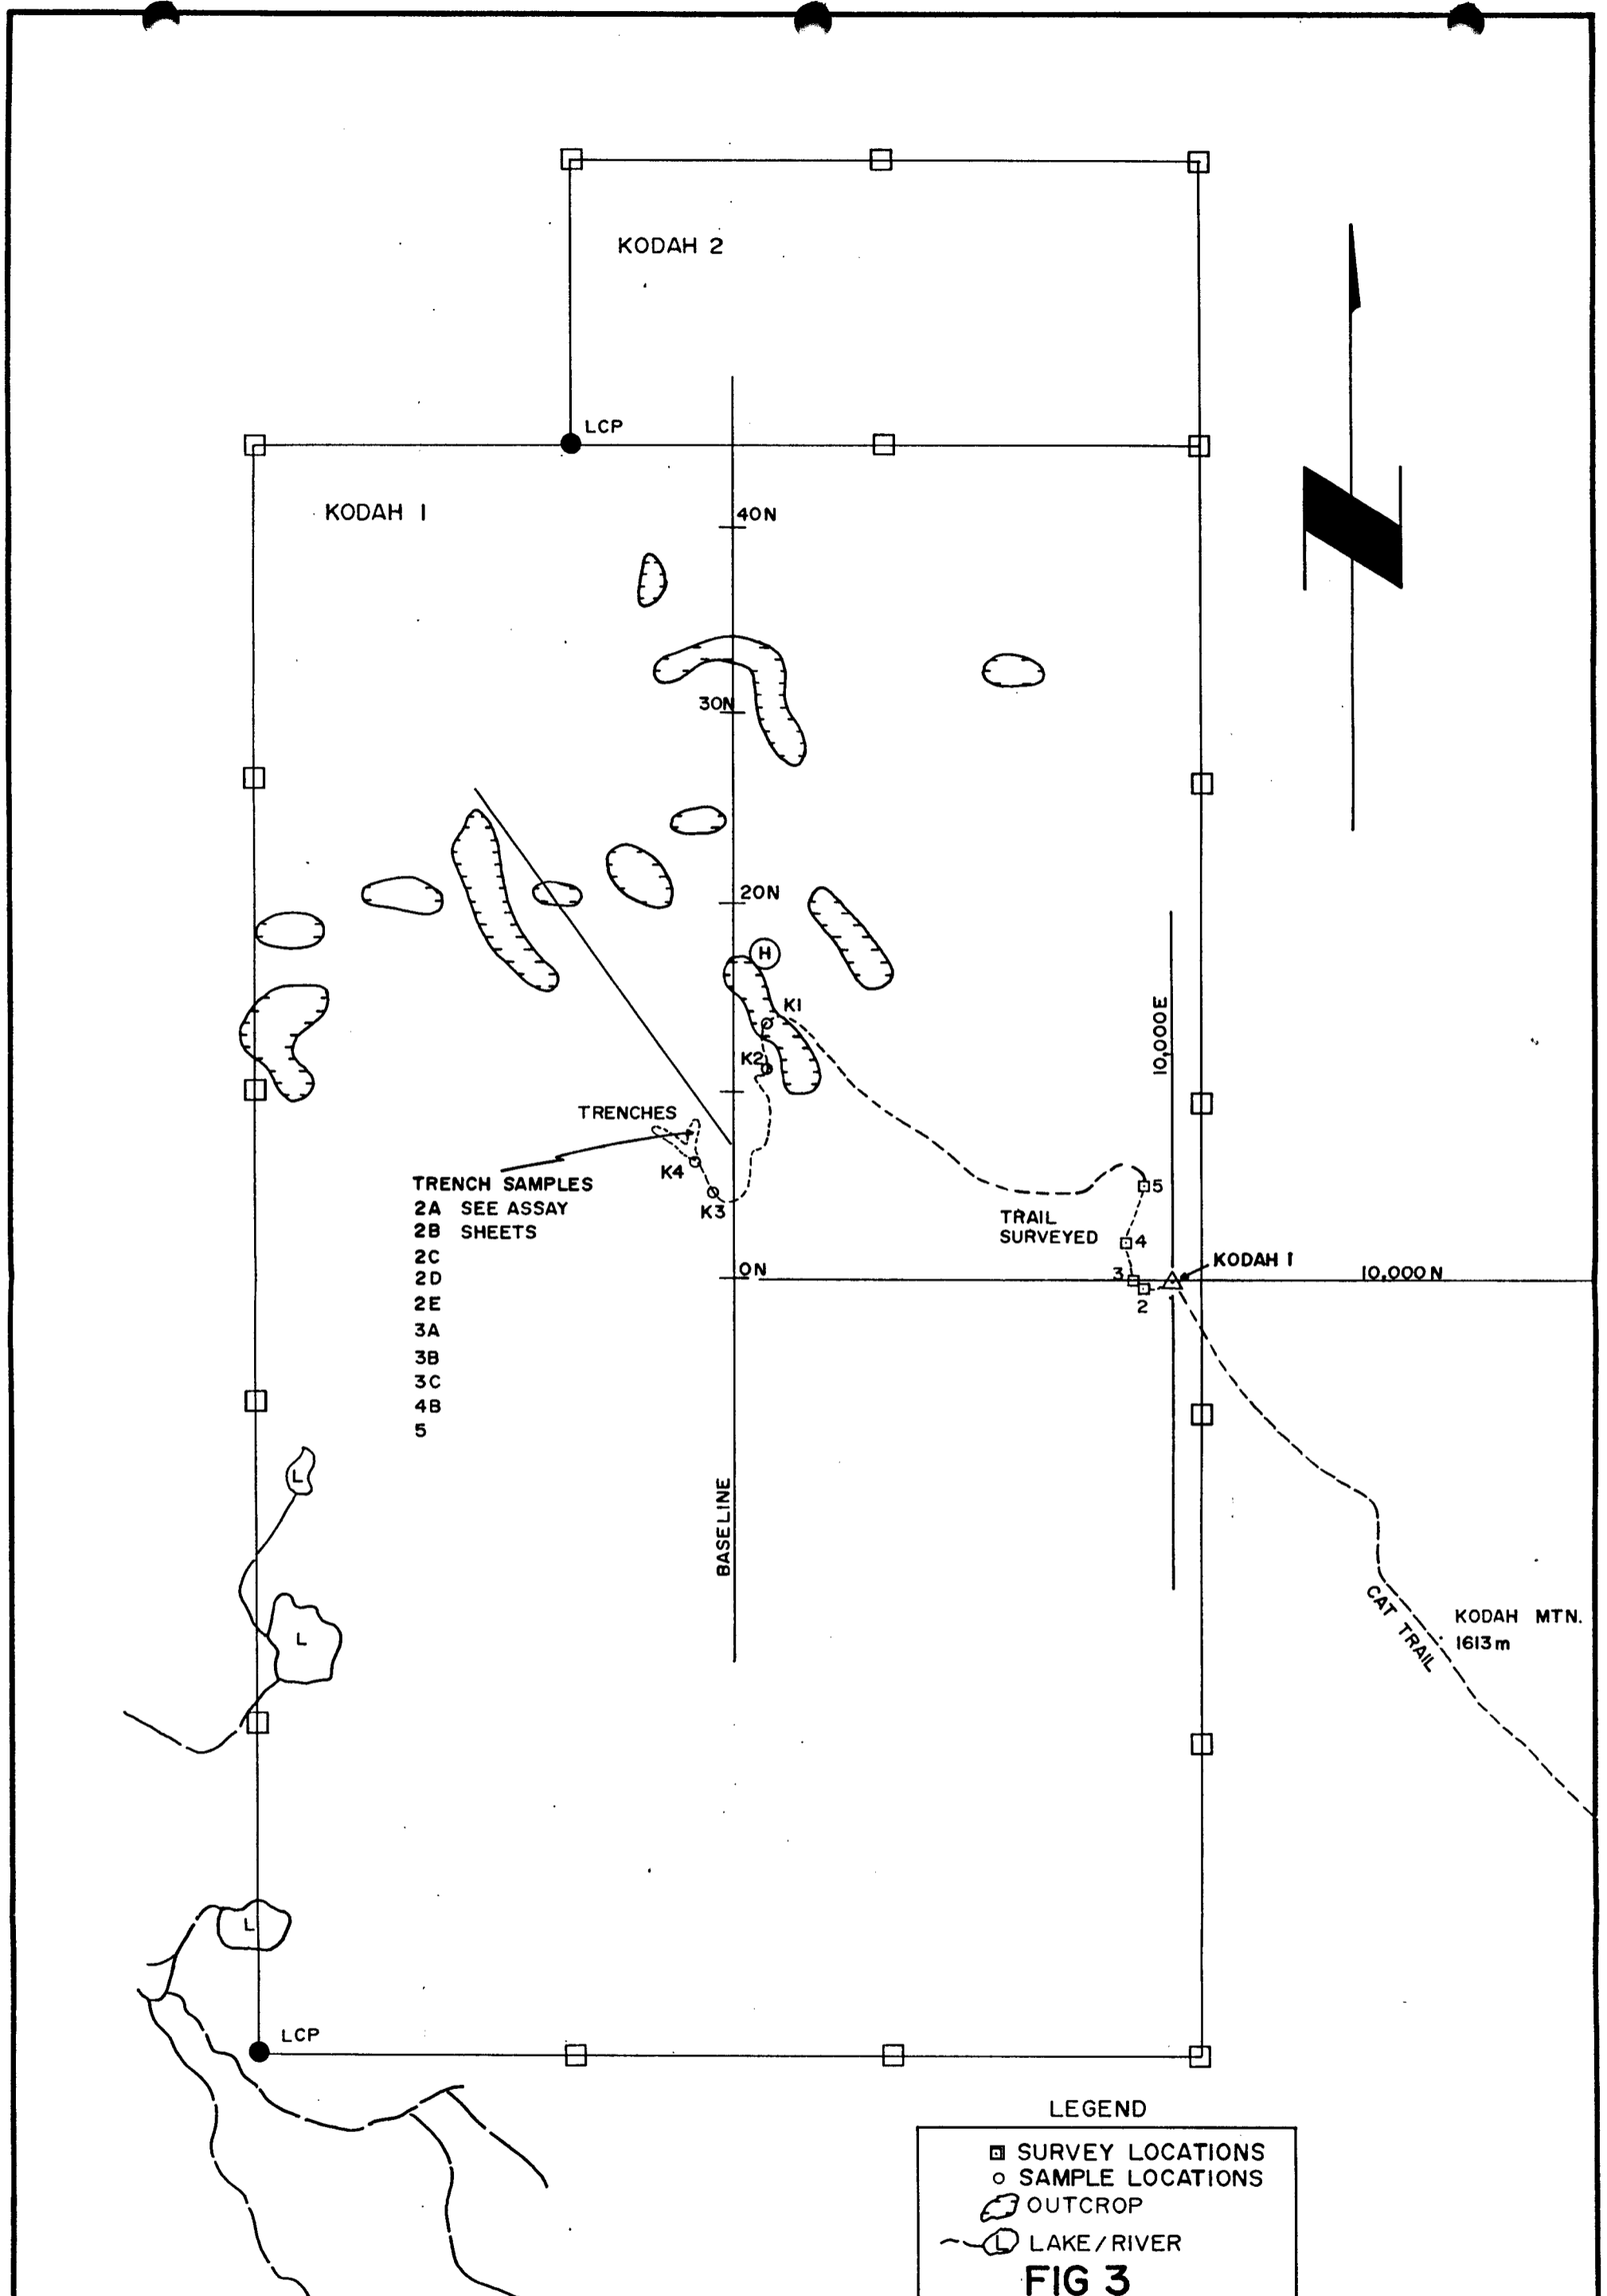 KODAH 2
LCP
KODAH 1
40N
30N
20N
H
K1
10,000E
K2
TRENCHES
K4
TRENCH SAMPLES
2A SEE ASSAY
2B SHEETS
2C
2D
2E
3A
3B
3C
4B
5
K3
5
TRAIL
SURVEYED
4
0N
3
2
KODAH 1
10,000N
L
BASELINE
L
CAT TRAIL
KODAH MTN.
1613m
L
LCP
LEGEND
SURVEY LOCATIONS
SAMPLE LOCATIONS
OUTCROP
L LAKE/RIVER
FIG 3